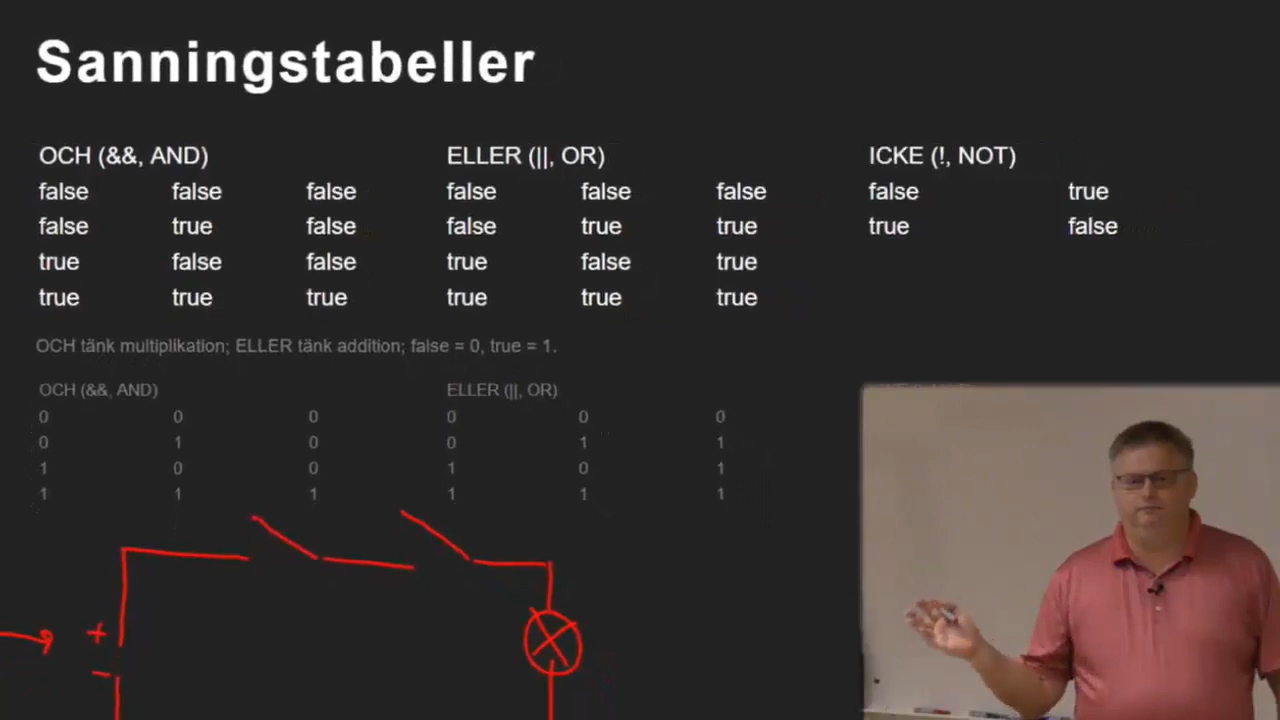 Sanningstabeller
OCH (&&, AND) ELLER (||, OR) ICKE (!, NOT)
false false false false false false false true
false true false false true true true false
true false false true false true
true true true true true true
OCH tänk multiplikation; ELLER tänk addition; false = 0, true = 1.
OCH (&&, AND) ELLER (||, OR)
0 0 0 0 0 0
0 1 0 0 1 1
1 0 0 1 0 1
1 1 1 1 1 1
+
-